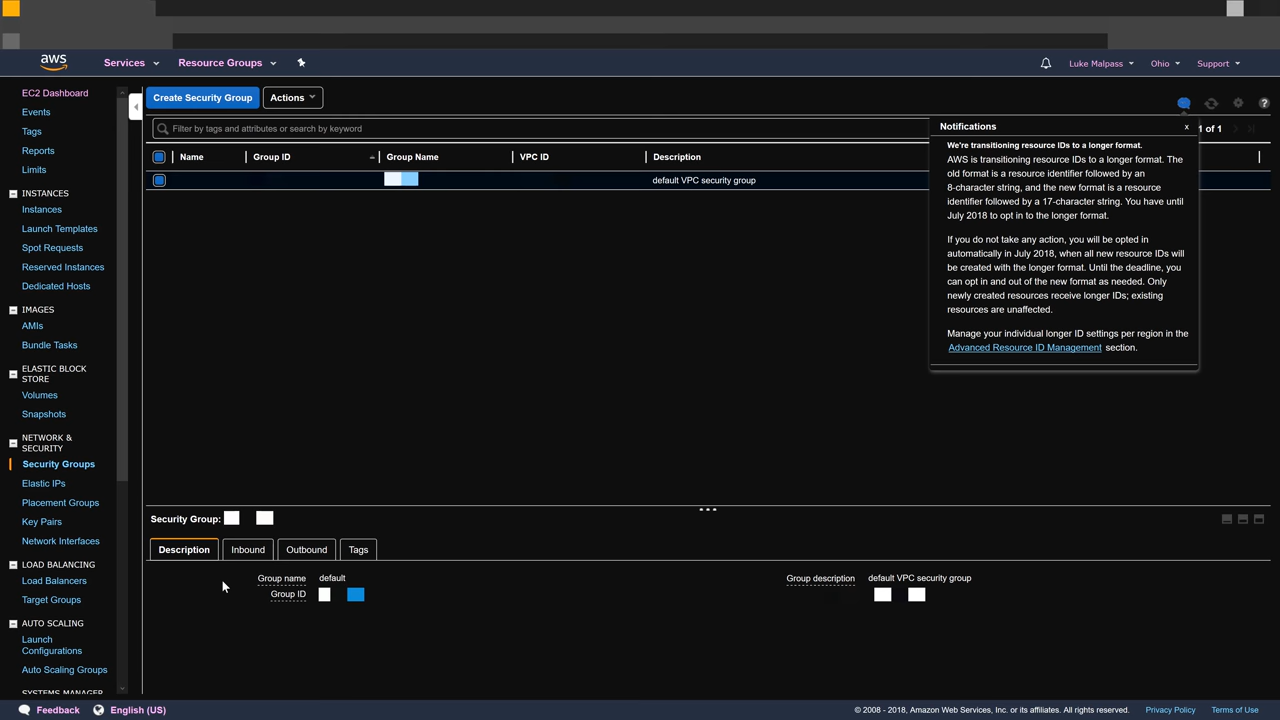 aws
Services
Resource Groups
Luke Malpass
Ohio
Support
EC2 Dashboard
Events
Tags
Reports
Limits
INSTANCES
Instances
Launch Templates
Spot Requests
Reserved Instances
Dedicated Hosts
IMAGES
AMIs
Bundle Tasks
ELASTIC BLOCK
STORE
Volumes
Snapshots
NETWORK &
SECURITY
Security Groups
Elastic IPs
Placement Groups
Key Pairs
Network Interfaces
LOAD BALANCING
Load Balancers
Target Groups
AUTO SCALING
Launch
Configurations
Auto Scaling Groups
SYSTEMS MANAGER
Create Security Group
Actions
Filter by tags and attributes or search by keyword
1 of 1
Name
Group ID
Group Name
VPC ID
Description
default VPC security group
Notifications
x
We're transitioning resource IDs to a longer format.
AWS is transitioning resource IDs to a longer format. The
old format is a resource identifier followed by an
8-character string, and the new format is a resource
identifier followed by a 17-character string. You have until
July 2018 to opt in to the longer format.
If you do not take any action, you will be opted in
automatically in July 2018, when all new resource IDs will
be created with the longer format. Until the deadline, you
can opt in and out of the new format as needed. Only
newly created resources receive longer IDs; existing
resources are unaffected.
Manage your individual longer ID settings per region in the
Advanced Resource ID Management section.
Security Group:
Description
Inbound
Outbound
Tags
Group name
default
Group ID
Group description
default VPC security group
Feedback
English (US)
© 2008 - 2018, Amazon Web Services, Inc. or its affiliates. All rights reserved.
Privacy Policy
Terms of Use